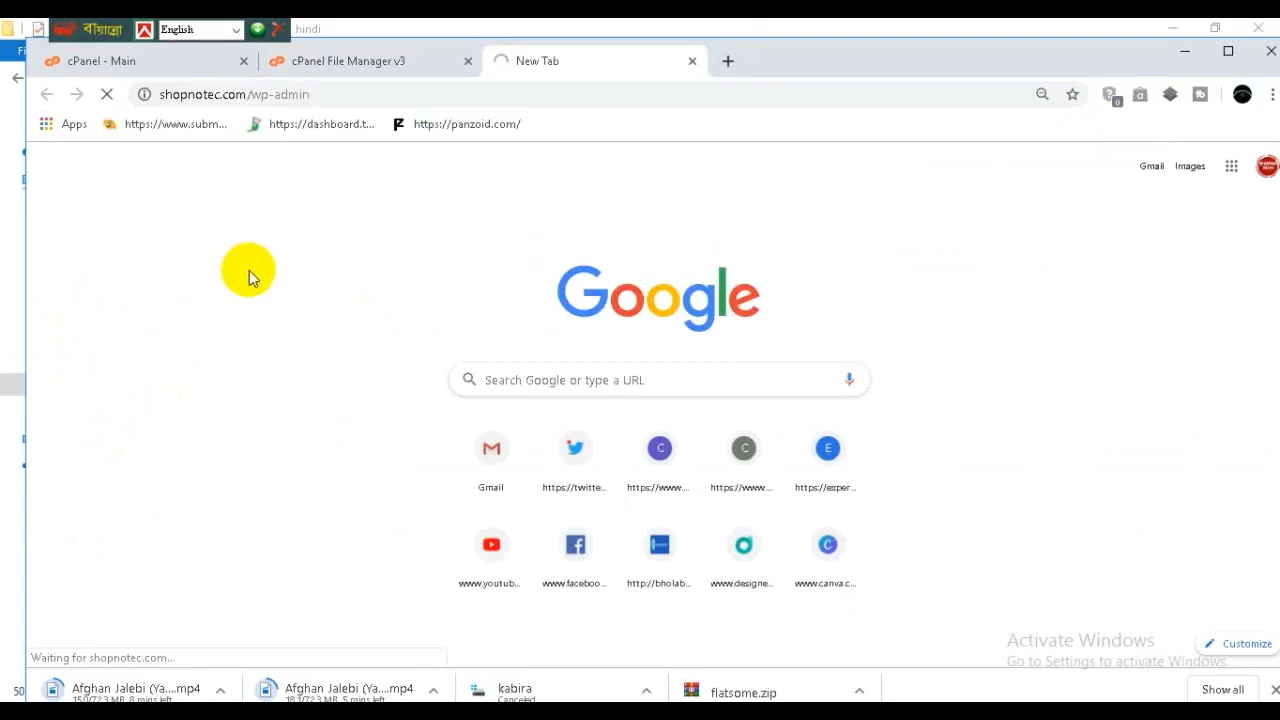 বায়ান্নো English hindi
Fi
cPanel - Main cPanel File Manager v3 New Tab
shopnotec.com/wp-admin
Apps https://www.subm... https://dashboard.t... https://panzoid.com/
Gmail Images
Google
Search Google or type a URL
C C E
Gmail https://twitte... https://www.... https://www.... https://exper...
www.youtub... www.faceboo... http://bholab... www.designe... www.canva.c...
Activate Windows
Go to Settings to activate Windows.
Customize
Waiting for shopnotec.com...
50
Afghan Jalebi (Ya....mp4 Afghan Jalebi (Ya....mp4 kabira flatsome.zip Show all
Canceled